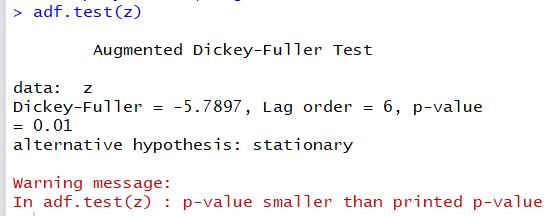 > adf.test(z)
Augmented Dickey-Fuller Test
data:  z
Dickey-Fuller = -5.7897, Lag order = 6, p-value
= 0.01
alternative hypothesis: stationary
Warning message:
In adf.test(z) : p-value smaller than printed p-value